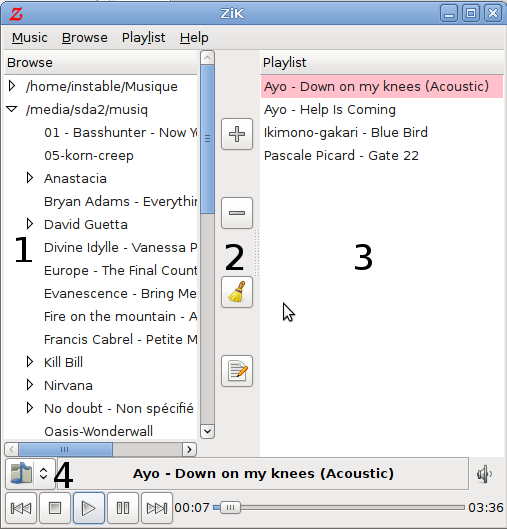 ZiK
Music Browse Playlist Help
Browse
/home/instable/Musique
/media/sda2/musiq
01 - Basshunter - Now Y
05-korn-creep
Anastacia
Bryan Adams - Everythin
David Guetta
Divine Idylle - Vanessa P
Europe - The Final Count
Evanescence - Bring Me
Fire on the mountain - A
Francis Cabrel - Petite M
Kill Bill
Nirvana
No doubt - Non spécifié
Oasis-Wonderwall
1
2
Playlist
Ayo - Down on my knees (Acoustic)
Ayo - Help Is Coming
Ikimono-gakari - Blue Bird
Pascale Picard - Gate 22
3
4
Ayo - Down on my knees (Acoustic)
00:07
03:36